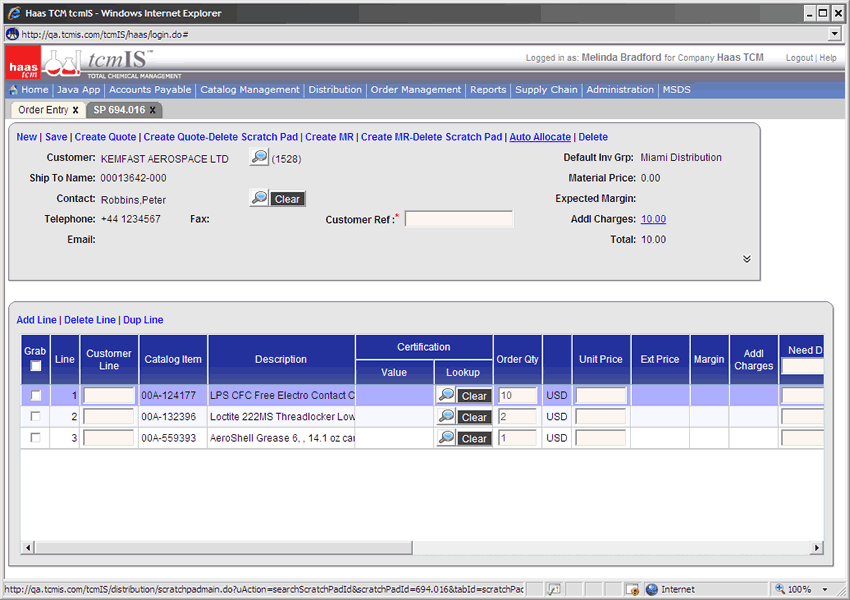 Haas TCM tcmIS - Windows Internet Explorer
http://qa.tcmis.com/tcmIS/haas/login.do#
haas tcm
tcmIS™
TOTAL CHEMICAL MANAGEMENT
Logged in as: Melinda Bradford for Company Haas TCM Logout | Help
Home | Java App | Accounts Payable | Catalog Management | Distribution | Order Management | Reports | Supply Chain | Administration | MSDS
Order Entry x SP 694.016 x
New | Save | Create Quote | Create Quote-Delete Scratch Pad | Create MR | Create MR-Delete Scratch Pad | Auto Allocate | Delete
Customer: KEMFAST AEROSPACE LTD (1528) Default Inv Grp: Miami Distribution
Ship To Name: 00013642-000 Material Price: 0.00
Contact: Robbins,Peter Clear Expected Margin:
Telephone: +44 1234567 Fax: Customer Ref :* Addl Charges: 10.00
Email: Total: 10.00
Add Line | Delete Line | Dup Line
Grab Line Customer Line Catalog Item Description Certification Value Lookup Order Qty Unit Price Ext Price Margin Addl Charges Need D
1 00A-124177 LPS CFC Free Electro Contact C Clear 10 USD
2 00A-132396 Loctite 222MS Threadlocker Low Clear 2 USD
3 00A-559393 AeroShell Grease 6, , 14.1 oz car Clear 1 USD
http://qa.tcmis.com/tcmIS/distribution/scratchpadmain.do?uAction=searchScratchPadId&scratchPadId=694.016&tabId=scratchPad Internet 100%